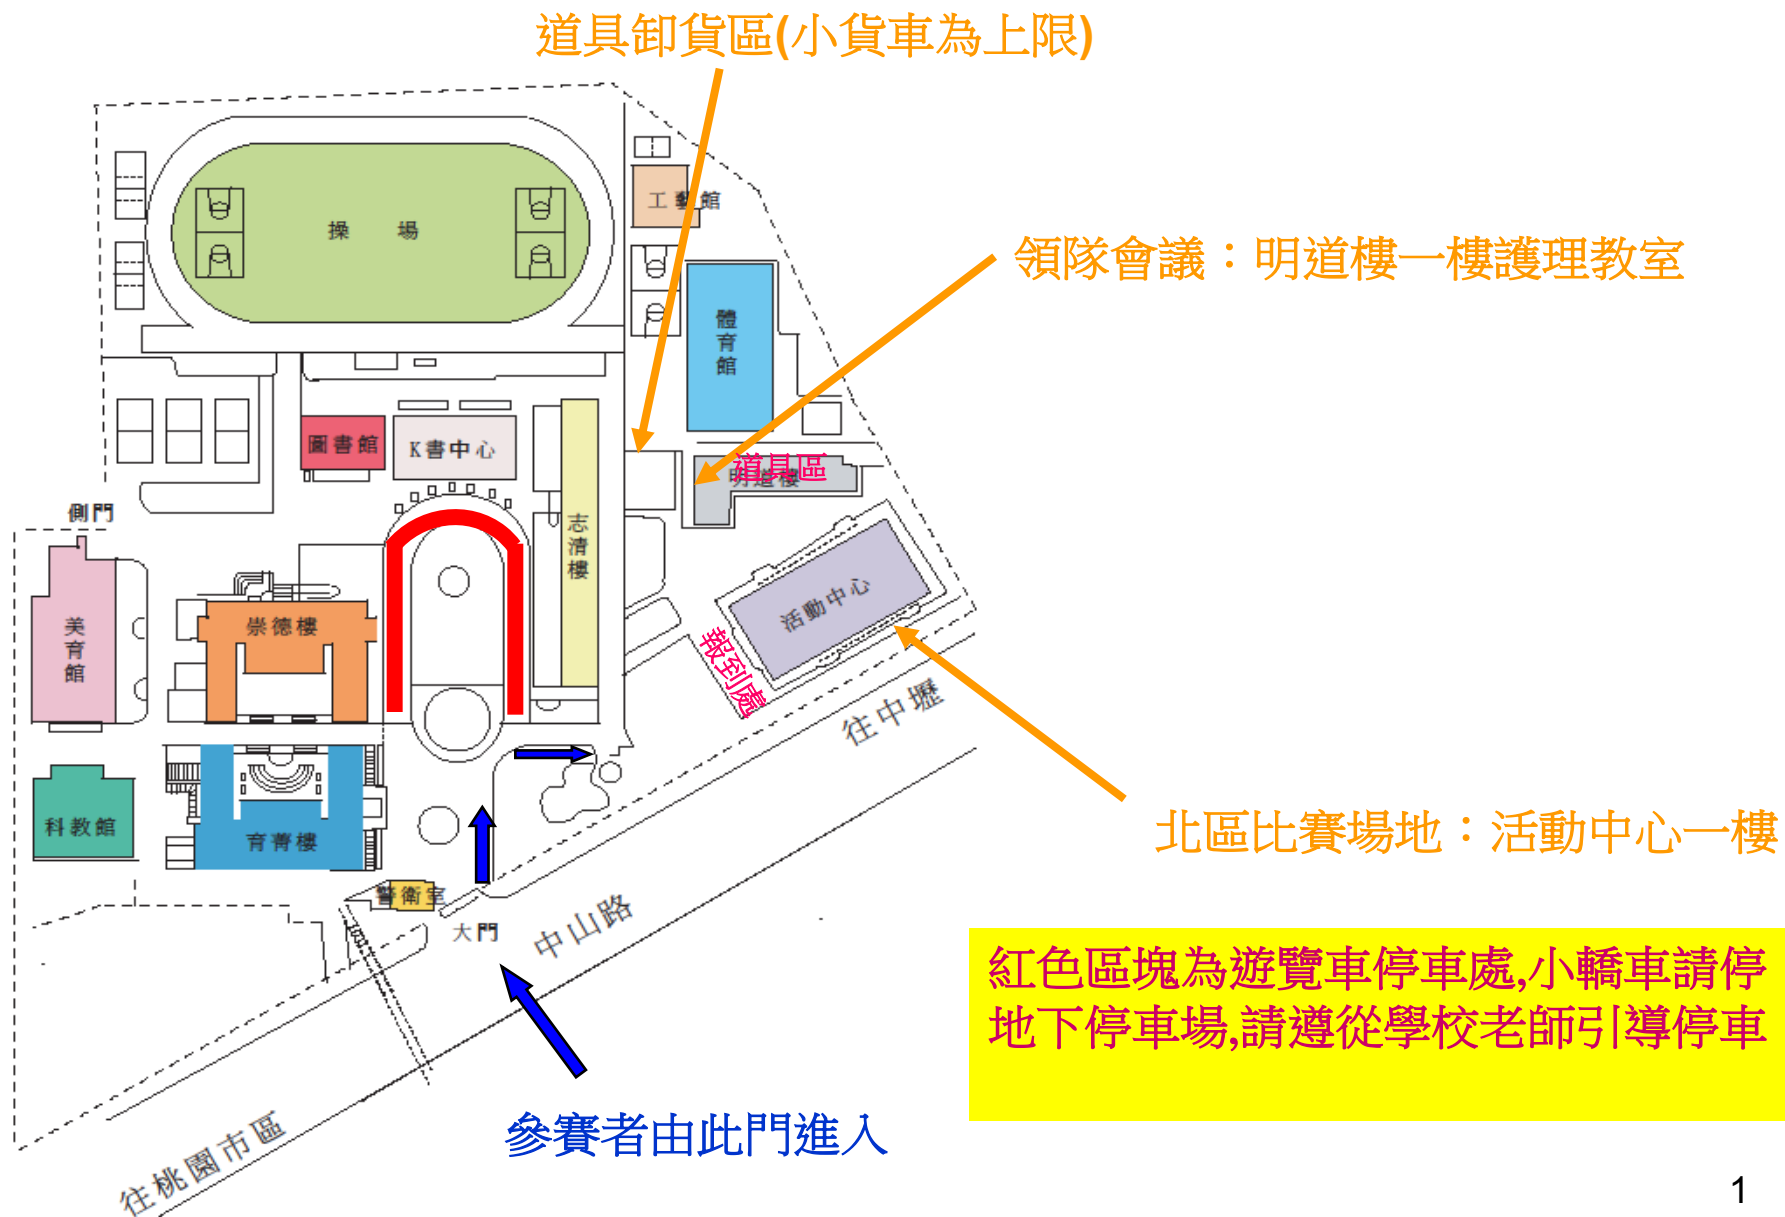 道具卸貨區(小貨車為上限)
工藝館
操 場
領隊會議：明道樓一樓護理教室
體育館
圖書館
K書中心
道具區
明道樓
側門
志清樓
活動中心
美育館
崇德樓
報到處
往中壢
科教館
育菁樓
北區比賽場地：活動中心一樓
警衛室
大門
中山路
紅色區塊為遊覽車停車處,小轎車請停
地下停車場,請遵從學校老師引導停車
參賽者由此門進入
往桃園市區
1